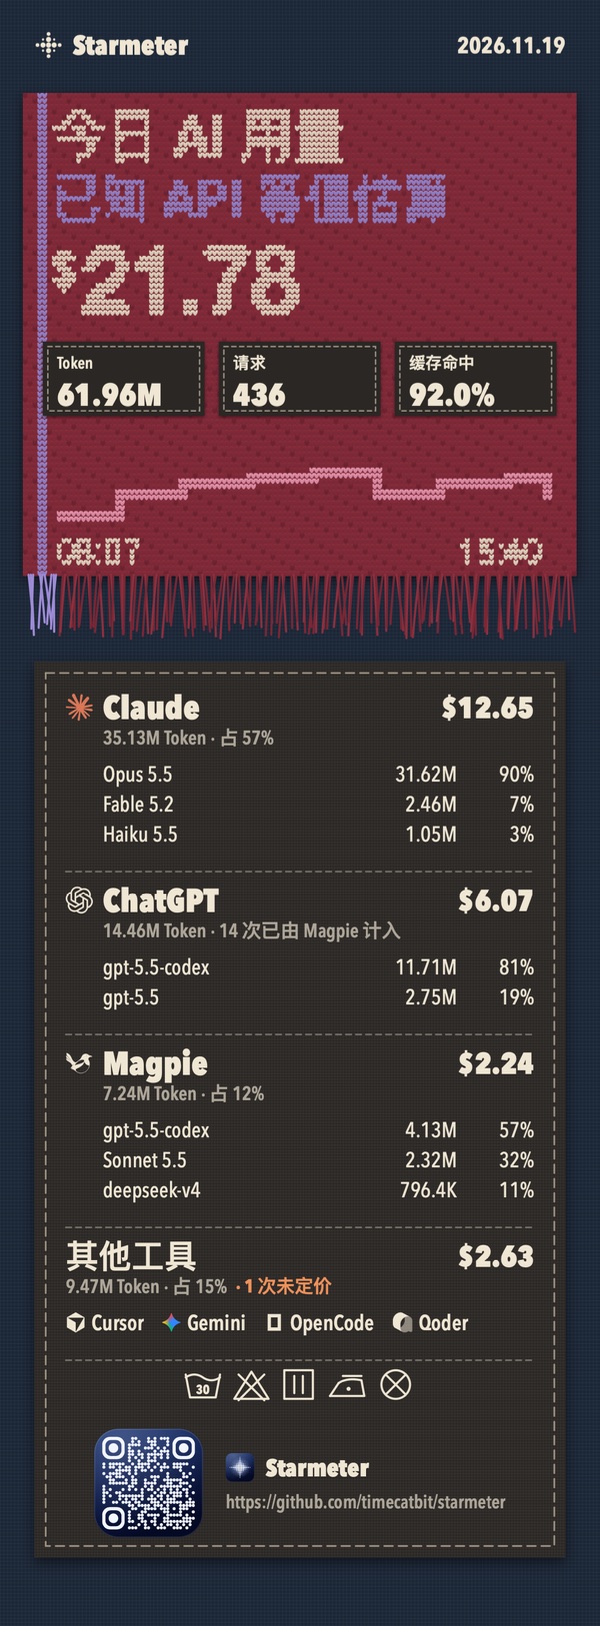 Starmeter
2026.11.19
今日 AI 用量
已知 API 等值估算
$21.78
Token
61.96M
请求
436
缓存命中
92.0%
08:07
15:40
Claude $12.65
35.13M Token · 占 57%
Opus 5.5 31.62M 90%
Fable 5.2 2.46M 7%
Haiku 5.5 1.05M 3%
ChatGPT $6.07
14.46M Token · 14 次已由 Magpie 计入
gpt-5.5-codex 11.71M 81%
gpt-5.5 2.75M 19%
Magpie $2.24
7.24M Token · 占 12%
gpt-5.5-codex 4.13M 57%
Sonnet 5.5 2.32M 32%
deepseek-v4 796.4K 11%
其他工具 $2.63
9.47M Token · 占 15% · 1 次未定价
Cursor Gemini OpenCode Qoder
30
Starmeter
https://github.com/timecatbit/starmeter